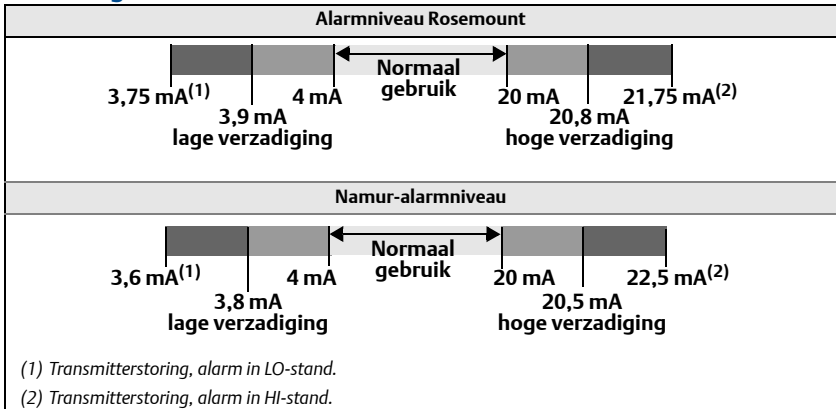 Alarmniveau Rosemount
Normaal
gebruik
3,75 mA(1) 4 mA 20 mA 21,75 mA(2)
3,9 mA 20,8 mA
lage verzadiging hoge verzadiging
Namur-alarmniveau
Normaal
gebruik
3,6 mA(1) 4 mA 20 mA 22,5 mA(2)
3,8 mA 20,5 mA
lage verzadiging hoge verzadiging
(1) Transmitterstoring, alarm in LO-stand.
(2) Transmitterstoring, alarm in HI-stand.